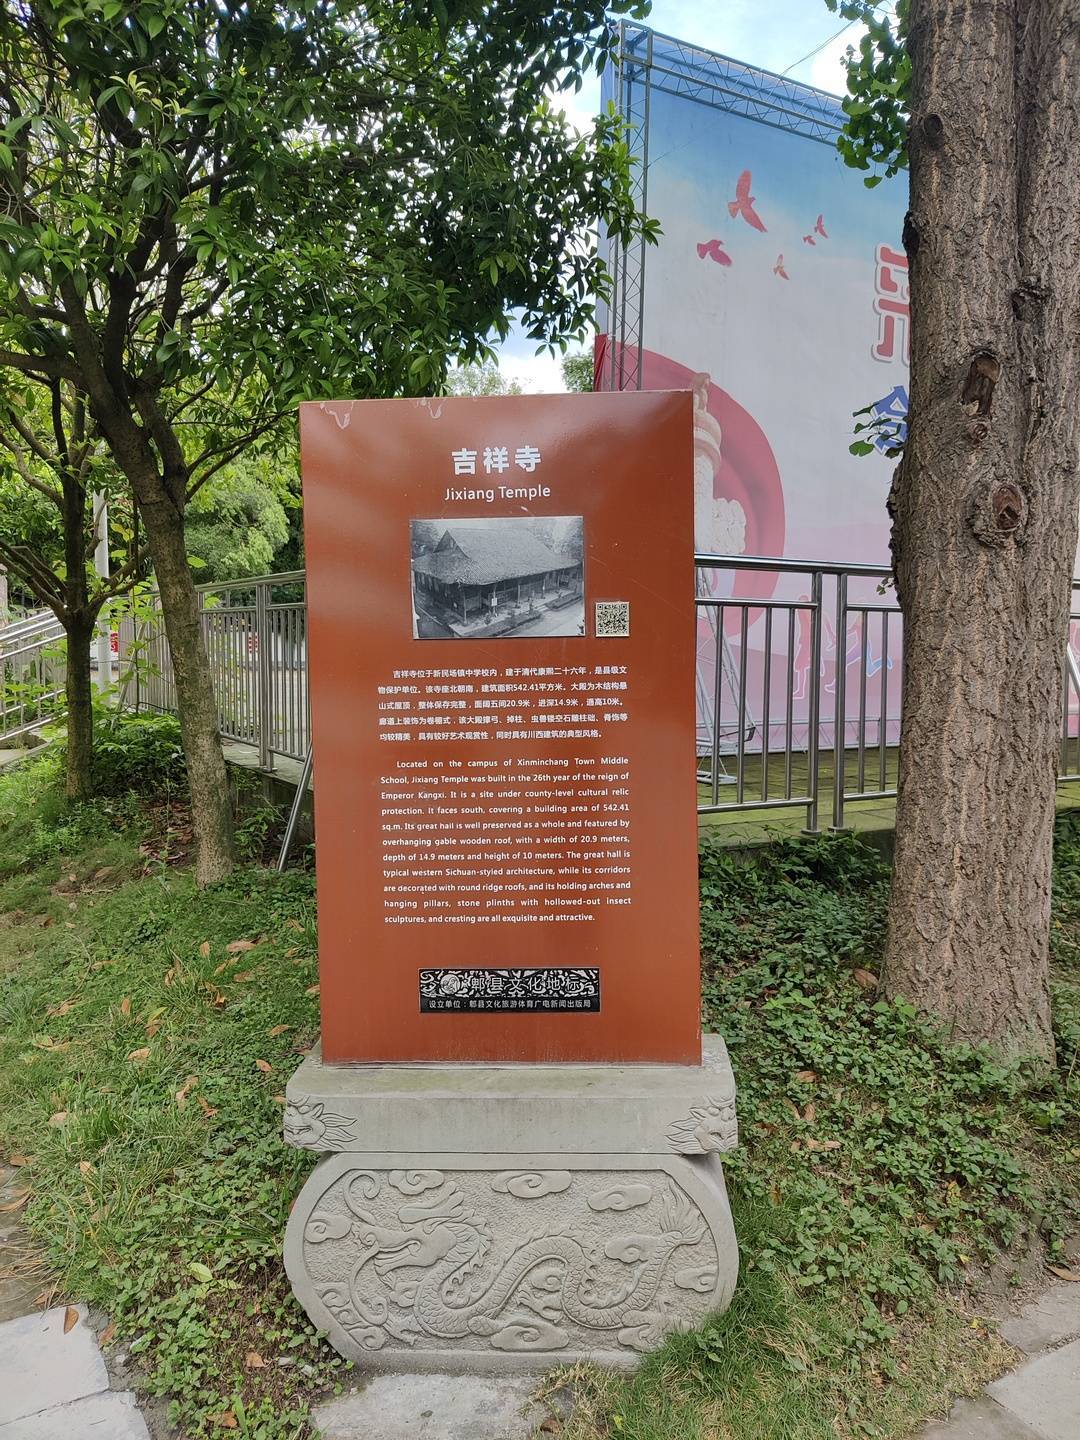 吉祥寺
Jixiang Temple
吉祥寺位于新民场镇中学校内，建于清代康熙二十六年，是县级文
物保护单位。该寺座北朝南，建筑面积542.41平方米。大殿为木结构悬
山式屋顶，整体保存完整，面阔五间20.9米，进深14.9米，通高10米。
廊道上装饰为卷棚式，该大殿撑弓、掉柱、虫兽镂空石雕柱础、脊饰等
均较精美，具有较好艺术观赏性，同时具有川西建筑的典型风格。
Located on the campus of Xinminchang Town Middle
School, Jixiang Temple was built in the 26th year of the reign of
Emperor Kangxi. It is a site under county-level cultural relic
protection. It faces south, covering a building area of 542.41
sq.m. Its great hall is well preserved as a whole and featured by
overhanging gable wooden roof, with a width of 20.9 meters,
depth of 14.9 meters and height of 10 meters. The great hall is
typical western Sichuan-styled architecture, while its corridors
are decorated with round ridge roofs, and its holding arches and
hanging pillars, stone plinths with hollowed-out insect
sculptures, and cresting are all exquisite and attractive.
郫县文化地标
设立单位：郫县文化旅游体育广电新闻出版局